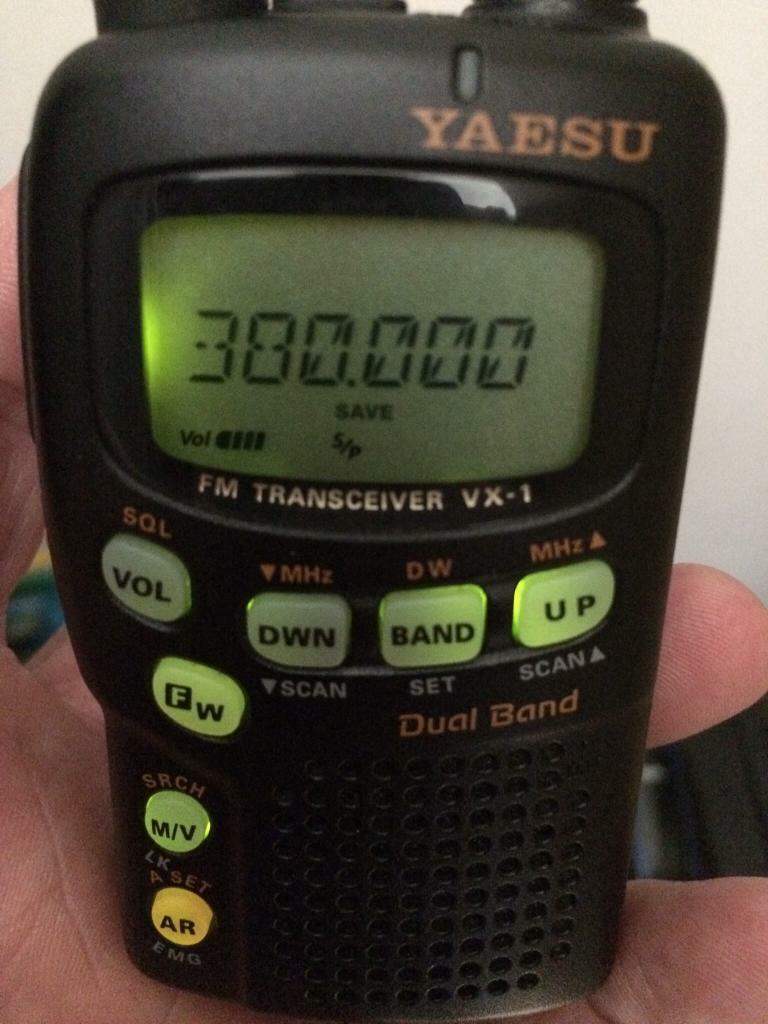 YAESU
380.000
SAVE
Vol S/P
FM TRANSCEIVER VX-1
SQL ▼MHz DW MHz▲
VOL DWN BAND UP
▼SCAN SET SCAN▲
F W
Dual Band
SRCH
M/V
LK
A SET
AR
EMG